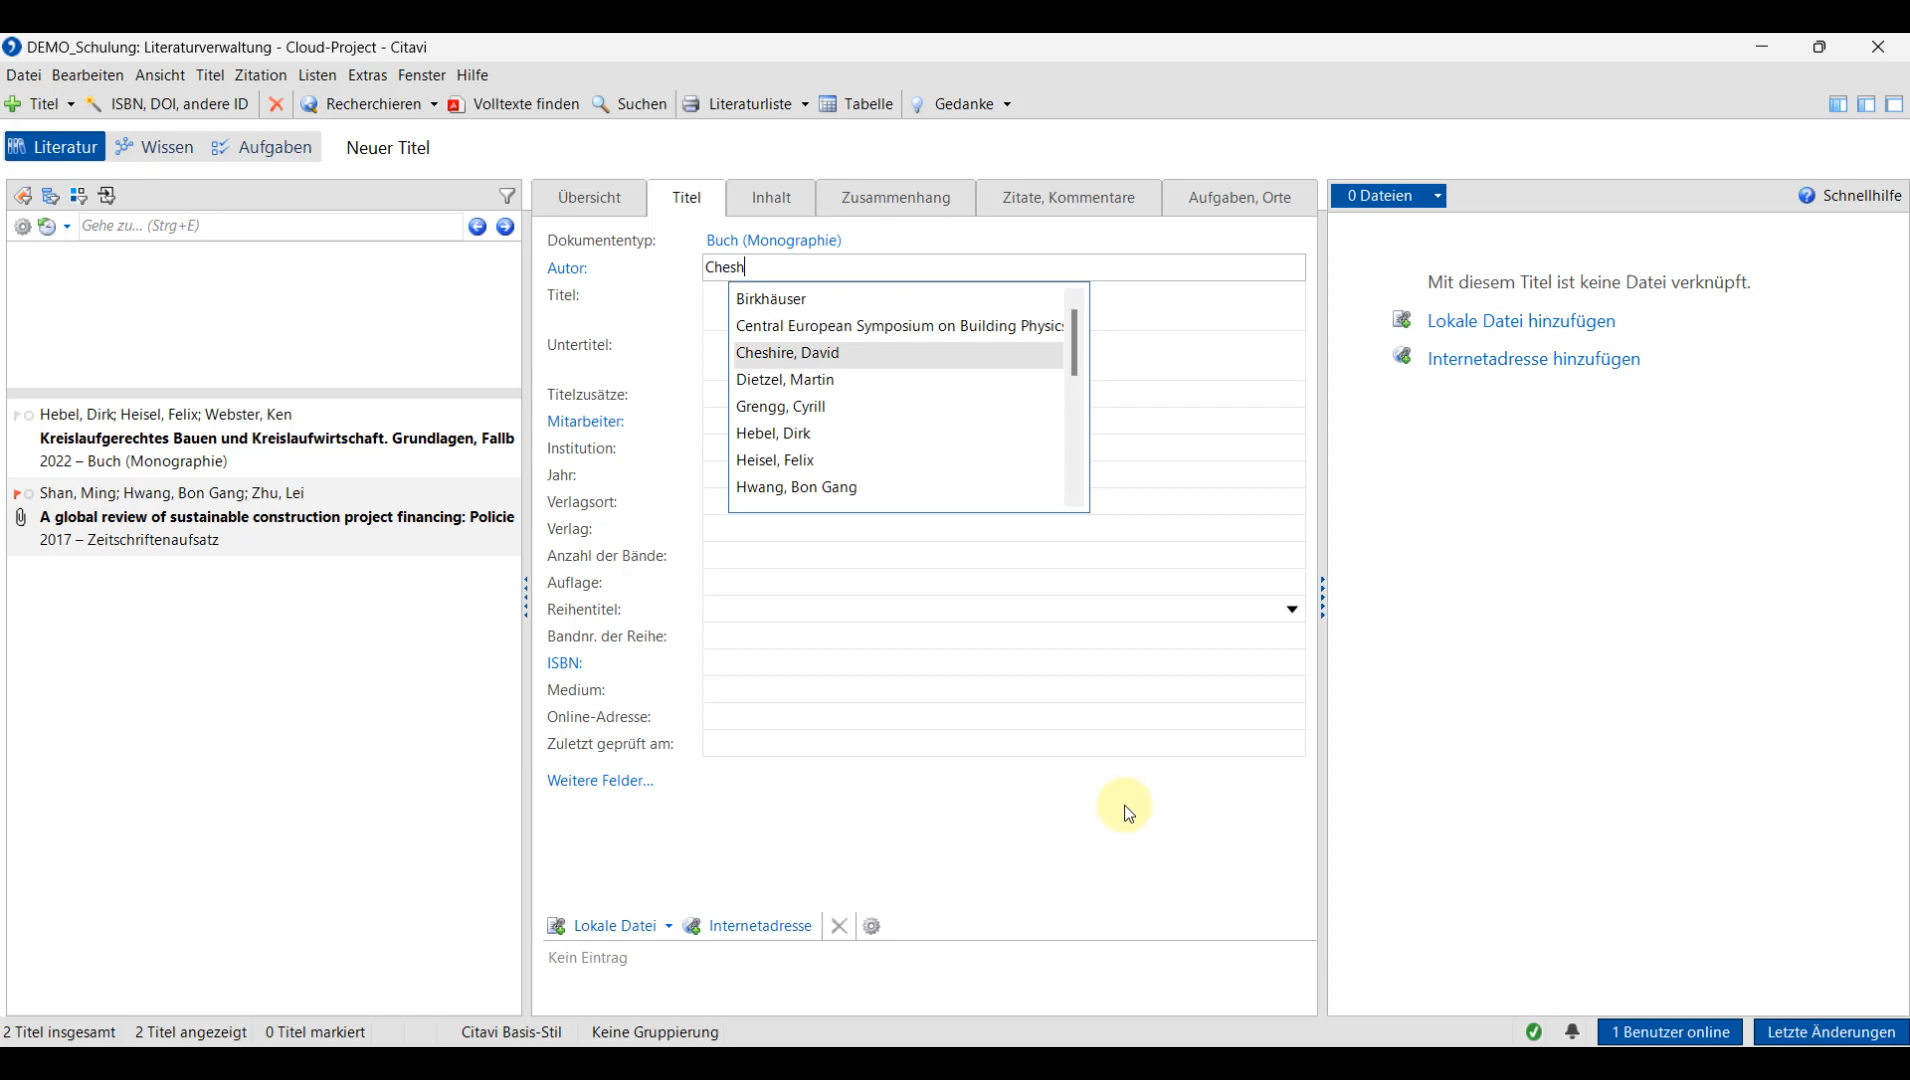 DEMO_Schulung: Literaturverwaltung - Cloud-Project - Citavi
Datei Bearbeiten Ansicht Titel Zitation Listen Extras Fenster Hilfe
Titel ISBN, DOI, andere ID Recherchieren Volltexte finden Suchen Literaturliste Tabelle Gedanke
Literatur Wissen Aufgaben Neuer Titel
Gehe zu... (Strg+E)
Hebel, Dirk; Heisel, Felix; Webster, Ken
Kreislaufgerechtes Bauen und Kreislaufwirtschaft. Grundlagen, Fallb
2022 – Buch (Monographie)
Shan, Ming; Hwang, Bon Gang; Zhu, Lei
A global review of sustainable construction project financing: Policie
2017 – Zeitschriftenaufsatz
Übersicht Titel Inhalt Zusammenhang Zitate, Kommentare Aufgaben, Orte
Dokumententyp: Buch (Monographie)
Autor: Chesh
Titel:
Untertitel:
Titelzusätze:
Mitarbeiter:
Institution:
Jahr:
Verlagsort:
Verlag:
Anzahl der Bände:
Auflage:
Reihentitel:
Bandnr. der Reihe:
ISBN:
Medium:
Online-Adresse:
Zuletzt geprüft am:
Weitere Felder...
Birkhäuser
Central European Symposium on Building Physics
Cheshire, David
Dietzel, Martin
Grengg, Cyrill
Hebel, Dirk
Heisel, Felix
Hwang, Bon Gang
Lokale Datei Internetadresse
Kein Eintrag
0 Dateien Schnellhilfe
Mit diesem Titel ist keine Datei verknüpft.
Lokale Datei hinzufügen
Internetadresse hinzufügen
2 Titel insgesamt 2 Titel angezeigt 0 Titel markiert Citavi Basis-Stil Keine Gruppierung 1 Benutzer online Letzte Änderungen